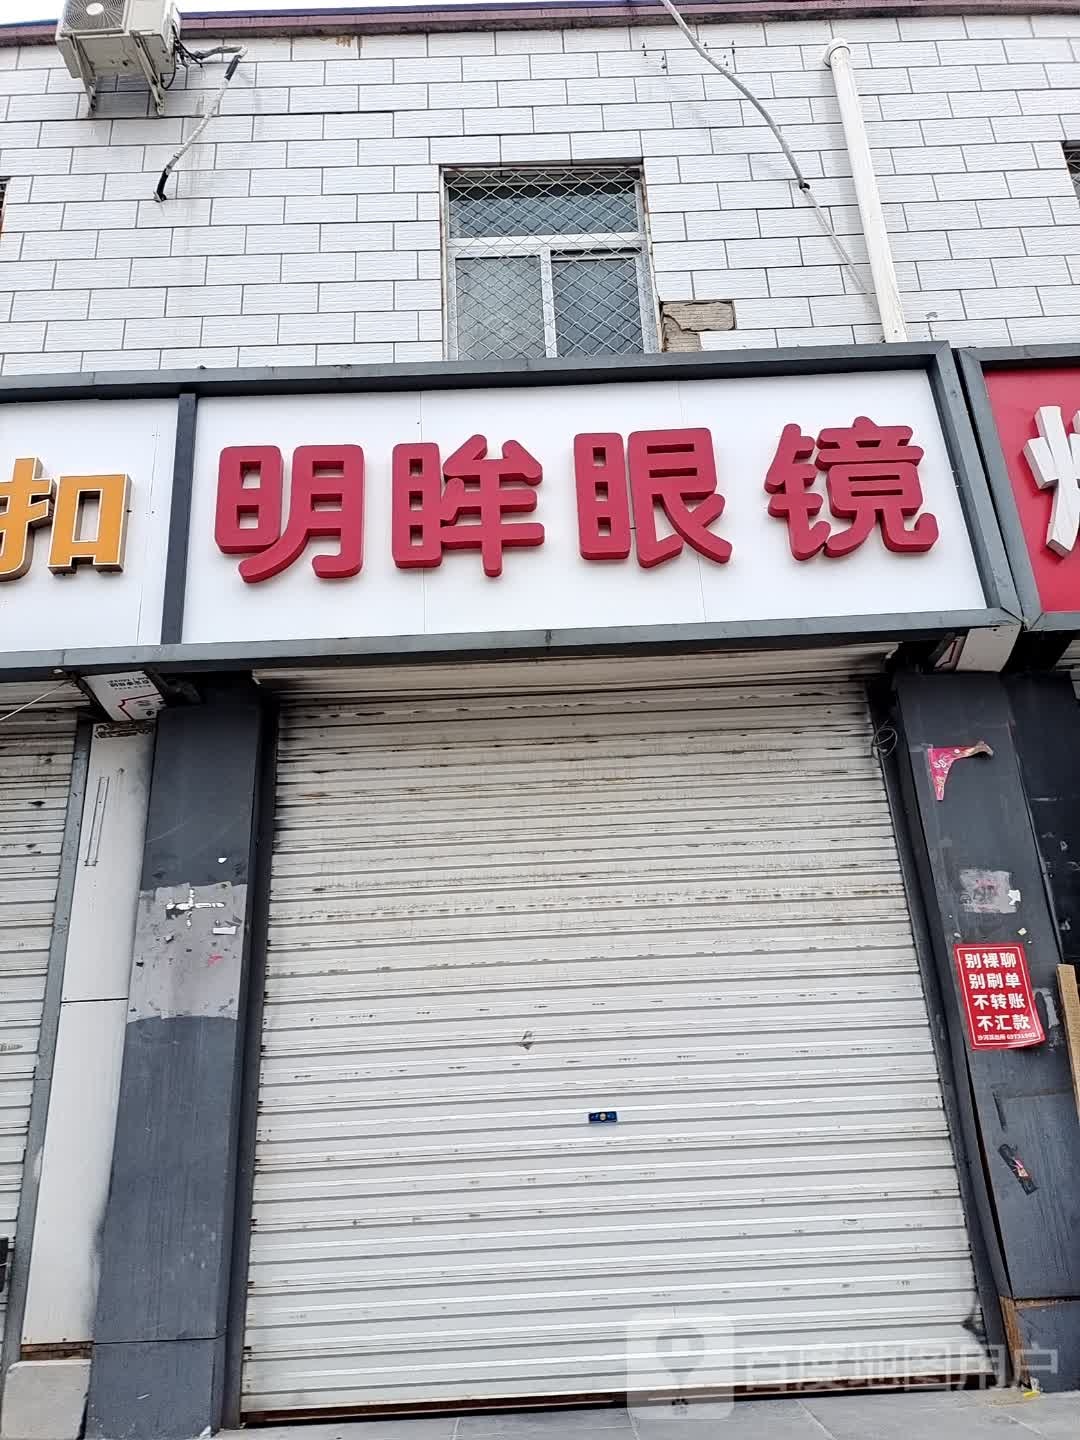 扣
明眸眼镜
别裸聊
别刷单
不转账
不汇款
百度地图用户